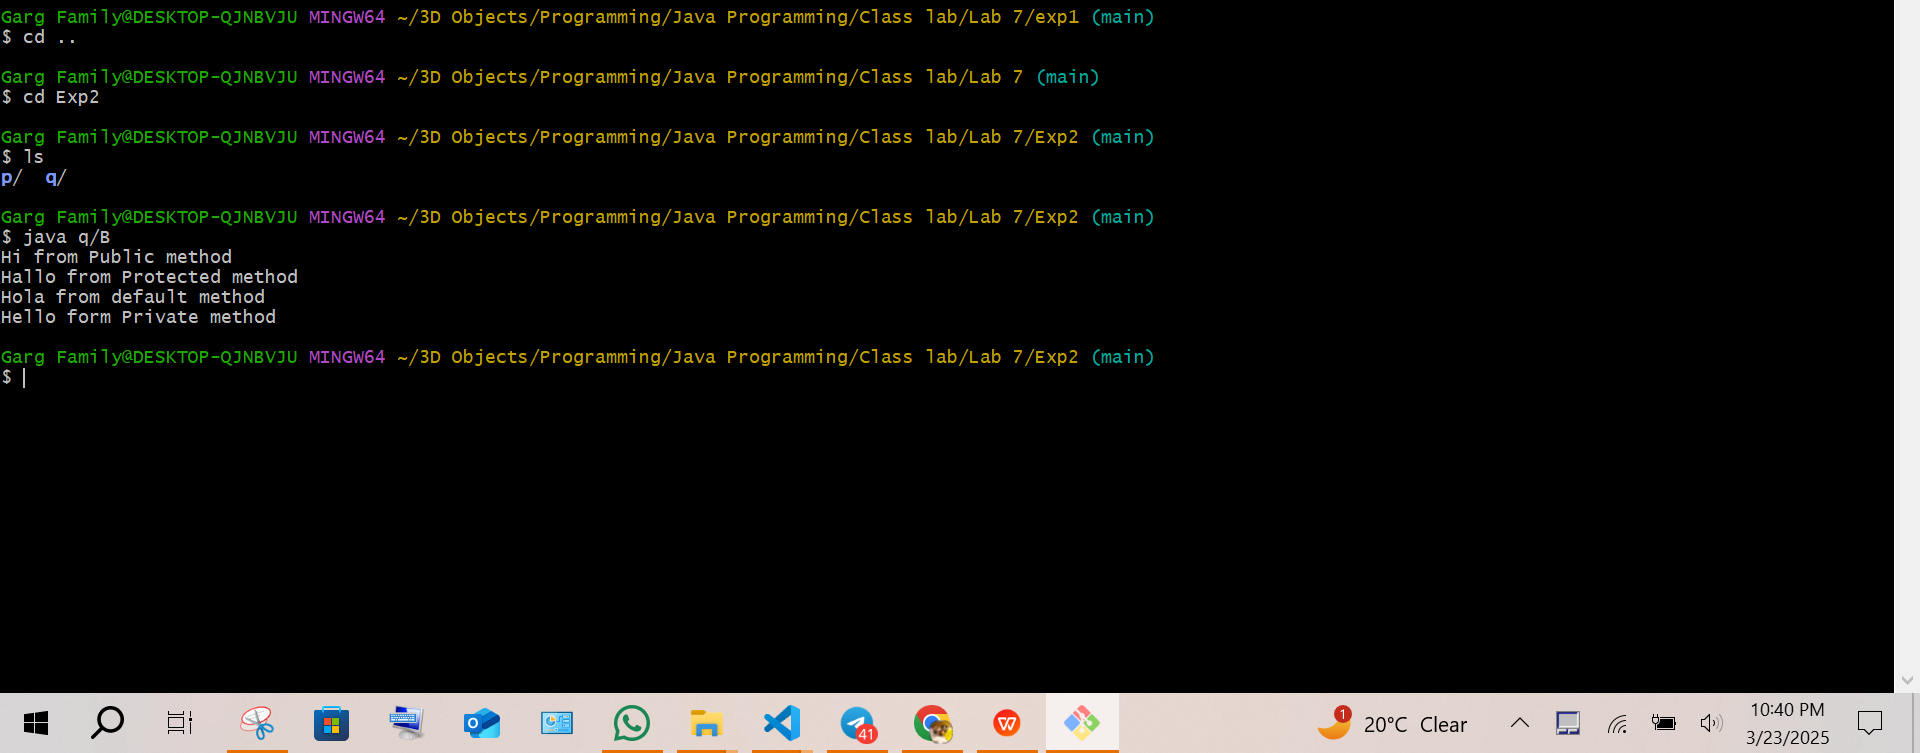 Garg Family@DESKTOP-QJNBVJU MINGW64 ~/3D Objects/Programming/Java Programming/Class lab/Lab 7/exp1 (main)
$ cd ..
Garg Family@DESKTOP-QJNBVJU MINGW64 ~/3D Objects/Programming/Java Programming/Class lab/Lab 7 (main)
$ cd Exp2
Garg Family@DESKTOP-QJNBVJU MINGW64 ~/3D Objects/Programming/Java Programming/Class lab/Lab 7/Exp2 (main)
$ ls
p/  q/
Garg Family@DESKTOP-QJNBVJU MINGW64 ~/3D Objects/Programming/Java Programming/Class lab/Lab 7/Exp2 (main)
$ java q/B
Hi from Public method
Hallo from Protected method
Hola from default method
Hello form Private method
Garg Family@DESKTOP-QJNBVJU MINGW64 ~/3D Objects/Programming/Java Programming/Class lab/Lab 7/Exp2 (main)
$
41
1
20°C Clear
10:40 PM
3/23/2025